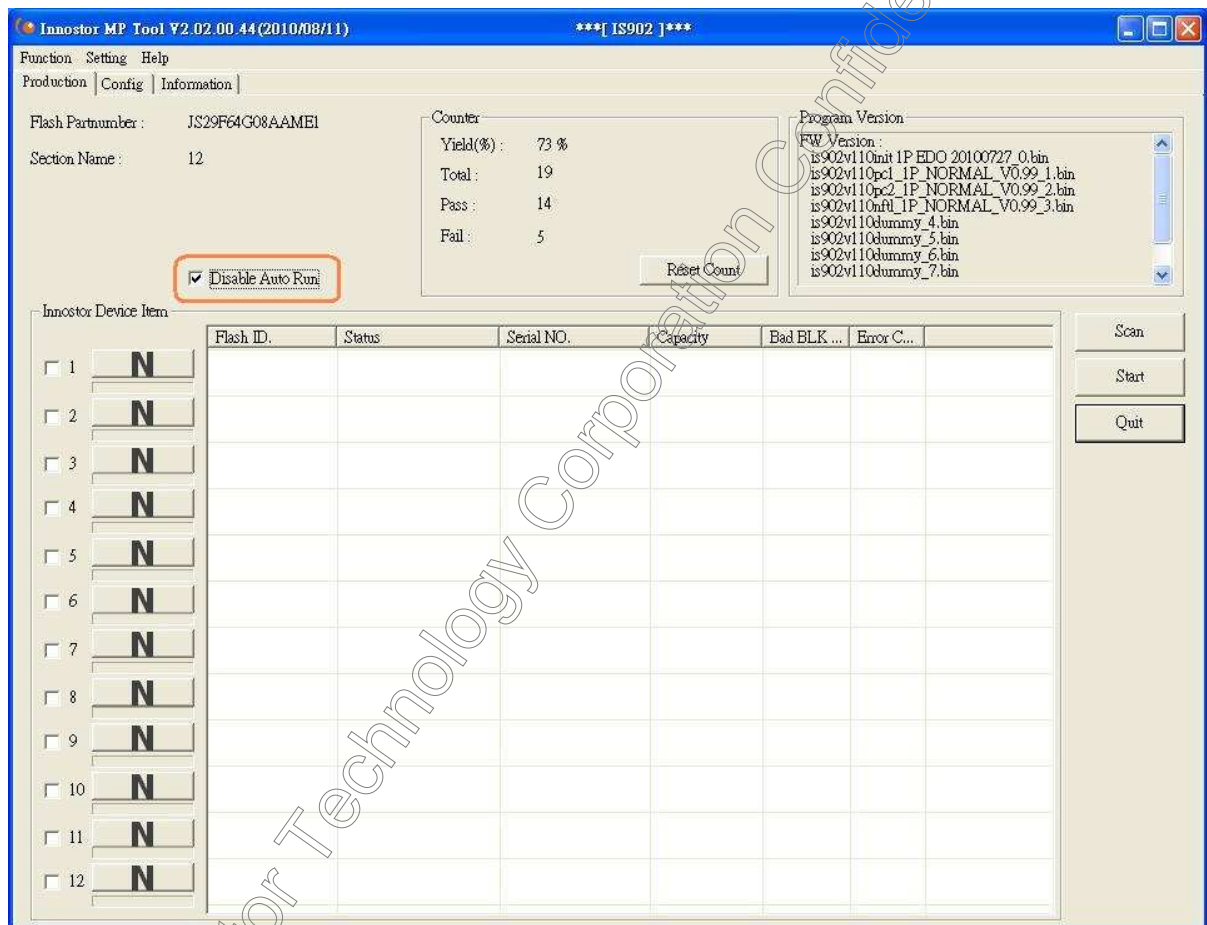 Innostor MP Tool V2.02.00.44(2010/08/11) ***[ IS902 ]***
Function Setting Help
Production Config Information
Flash Partnumber : JS29F64G08AAME1
Section Name : 12
Disable Auto Run
Counter
Yield(%) : 73 %
Total : 19
Pass : 14
Fail : 5
Reset Count
Program Version
FW Version :
is902v110init 1P EDO 20100727_0.bin
is902v110pc1_1P_NORMAL_V0.99_1.bin
is902v110pc2_1P_NORMAL_V0.99_2.bin
is902v110nftl_1P_NORMAL_V0.99_3.bin
is902v110dummy_4.bin
is902v110dummy_5.bin
is902v110dummy_6.bin
is902v110dummy_7.bin
Innostor Device Item
Flash ID. Status Serial NO. Capacity Bad BLK ... Error C...
1 N
2 N
3 N
4 N
5 N
6 N
7 N
8 N
9 N
10 N
11 N
12 N
Scan
Start
Quit
tor Technology Corporation Confide